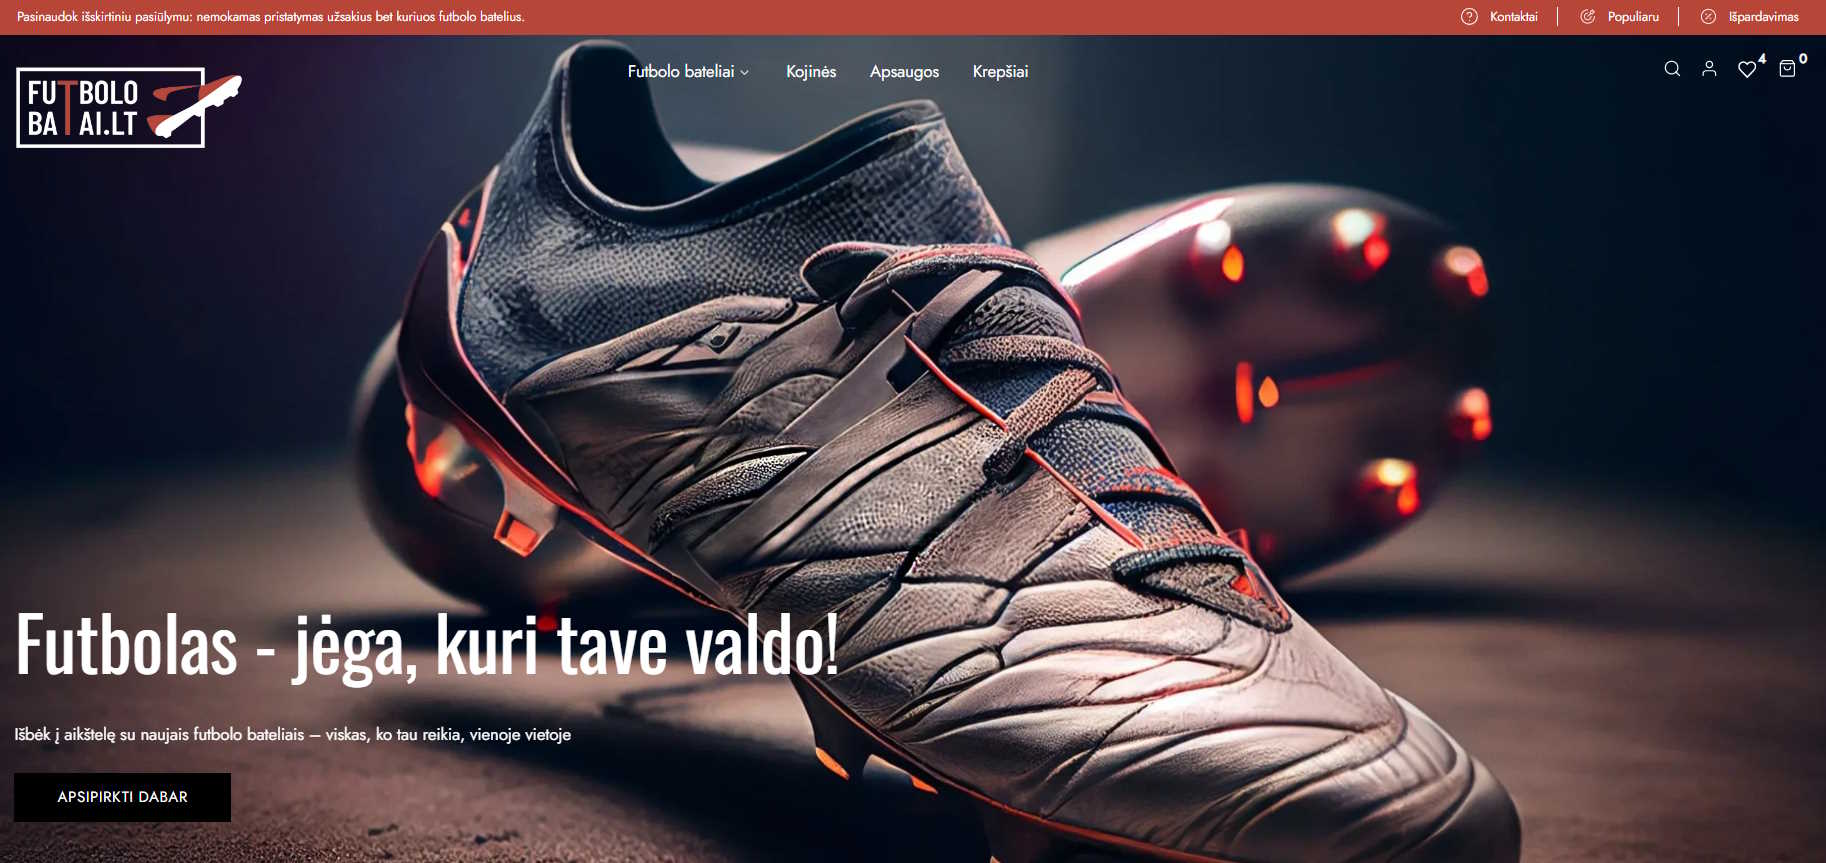 Pasinaudok išskirtiniu pasiūlymu: nemokamas pristatymas užsakius bet kuriuos futbolo batelius.
Kontaktai
Populiaru
Išpardavimas
FUTBOLO
BATAI.LT
Futbolo bateliai
Kojinės
Apsaugos
Krepšiai
4
0
Futbolas - jėga, kuri tave valdo!
Išbėk į aikštelę su naujais futbolo bateliais – viskas, ko tau reikia, vienoje vietoje
APSIPIRKTI DABAR